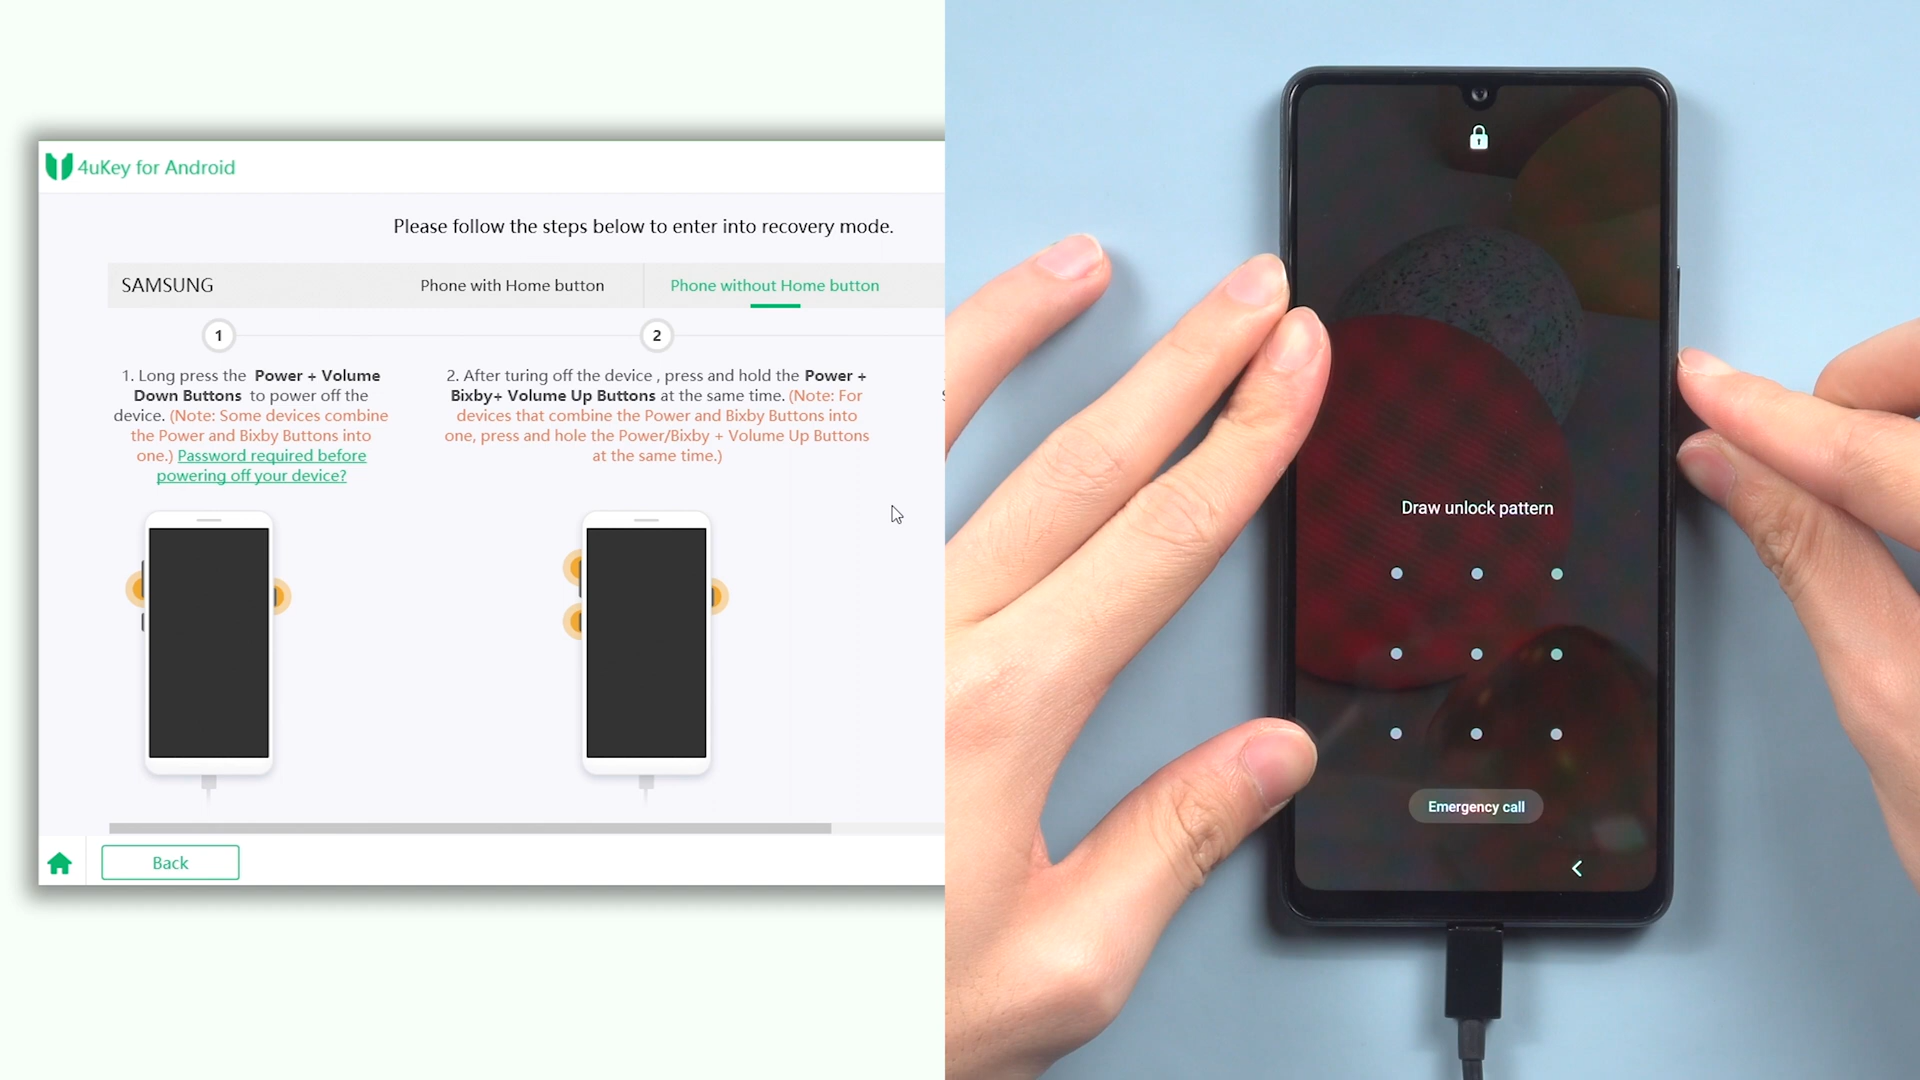 4uKey for Android
Please follow the steps below to enter into recovery mode.
SAMSUNG
Phone with Home button
Phone without Home button
1
2
1. Long press the Power + Volume
Down Buttons to power off the
device. (Note: Some devices combine
the Power and Bixby Buttons into
one.) Password required before
powering off your device?
2. After turing off the device , press and hold the Power +
Bixby+ Volume Up Buttons at the same time. (Note: For
devices that combine the Power and Bixby Buttons into
one, press and hole the Power/Bixby + Volume Up Buttons
at the same time.)
Back
Draw unlock pattern
Emergency call